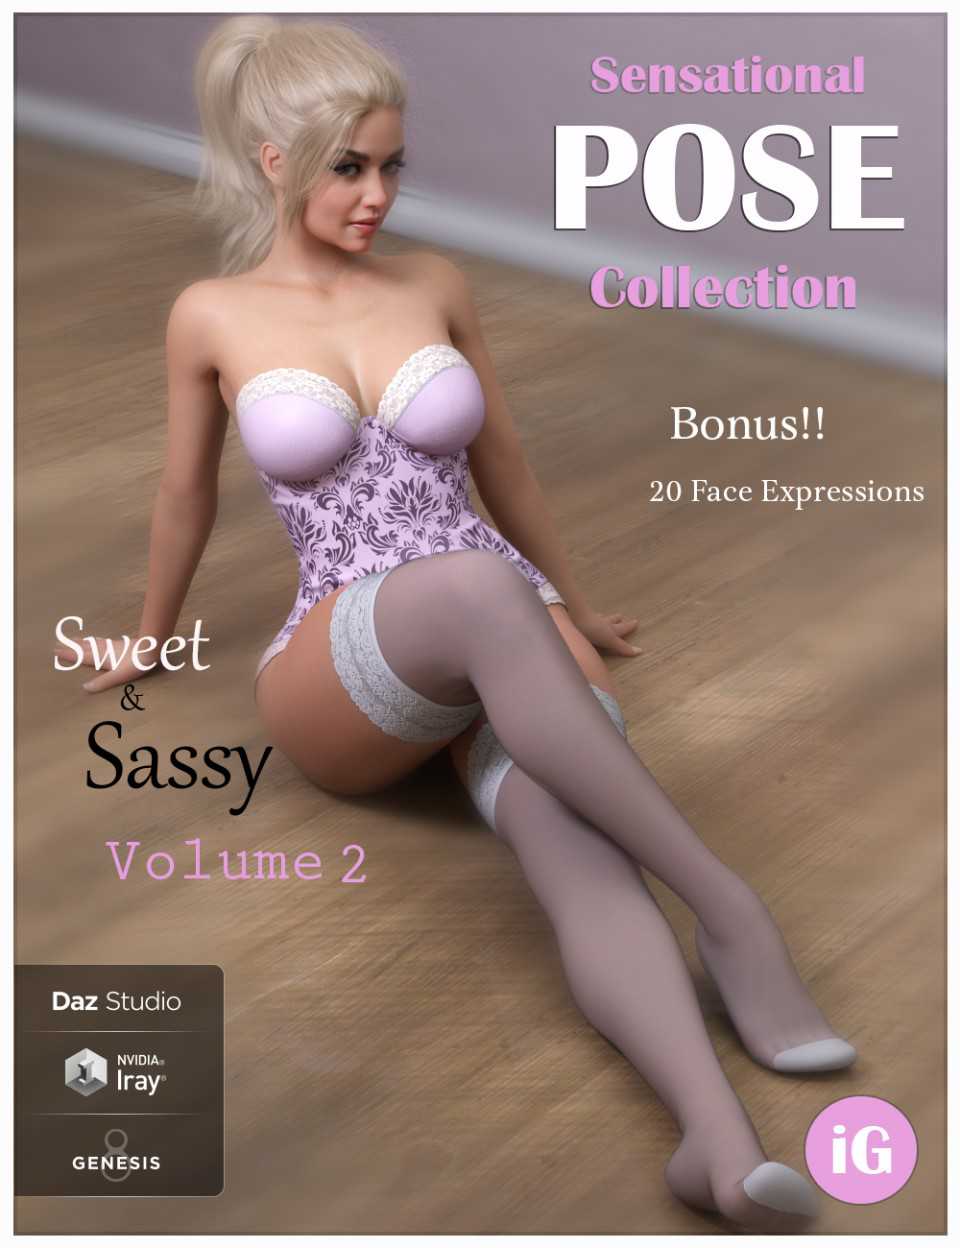 Sensational
POSE
Collection
Bonus!!
20 Face Expressions
Sweet
&
Sassy
Volume 2
Daz Studio
NVIDIA®
Iray®
8
GENESIS
iG